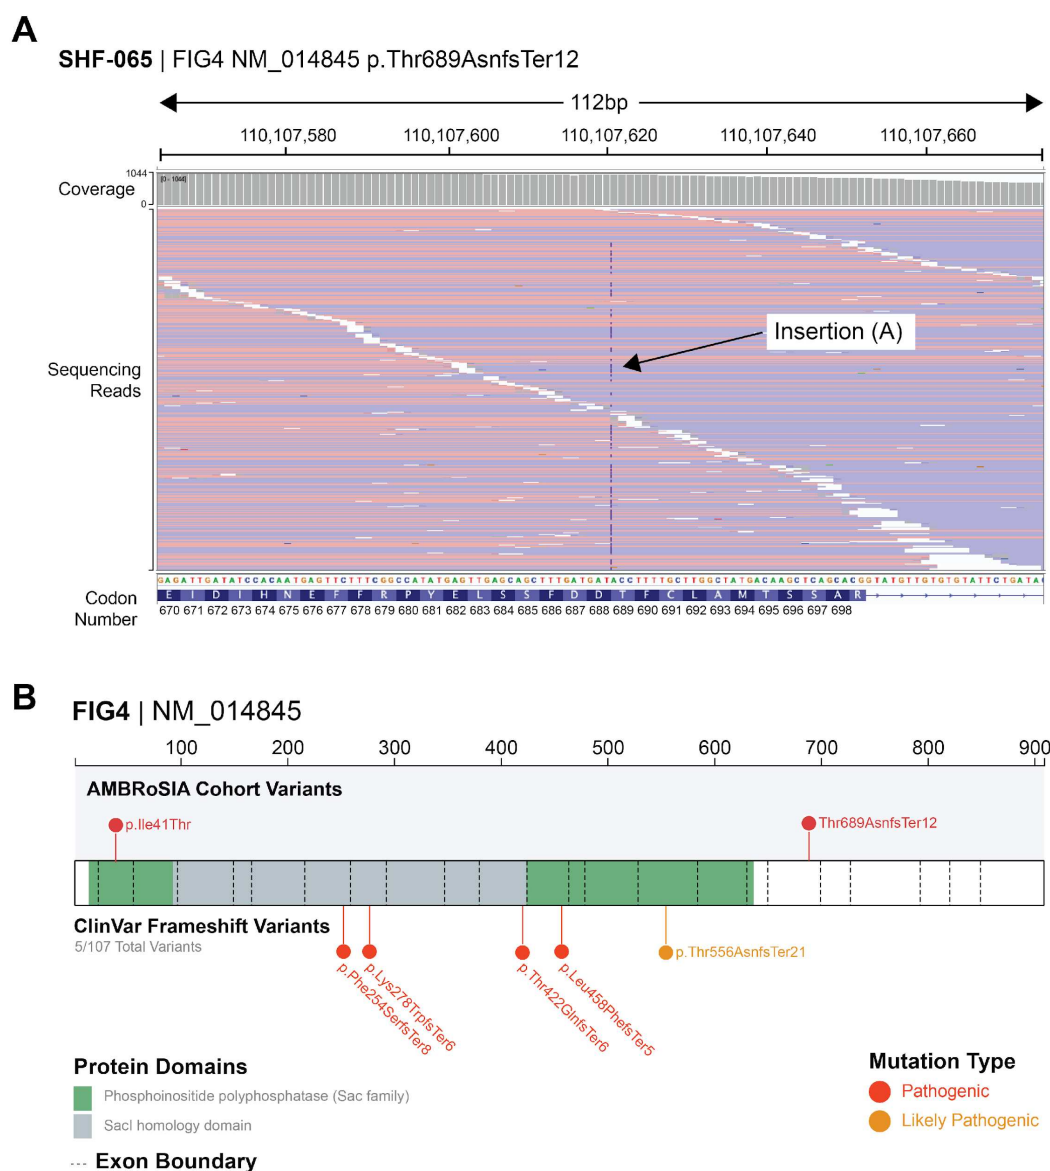 A
SHF-065 | FIG4 NM_014845 p.Thr689AsnfsTer12
112bp
110,107,580 110,107,600 110,107,620 110,107,640 110,107,660
Coverage
1044
0
[0 - 1044]
Insertion (A)
Sequencing
Reads
GAGATTGATATCCACAATGAGTTCTTTCGGCCATATGAGTTGAGCAGCTTTGATGATACCTTTTGCTTGGCTATGACAAGCTCAGCACGGTATGTTGTGTGTATTCTGATA
E I D I H N E F F R P Y E L S S F D D T F C L A M T S S A R
Codon
Number
670 671 672 673 674 675 676 677 678 679 680 681 682 683 684 685 686 687 688 689 690 691 692 693 694 695 696 697 698
B
FIG4 | NM_014845
100 200 300 400 500 600 700 800 900
AMBRoSIA Cohort Variants
p.Ile41Thr
Thr689AsnfsTer12
ClinVar Frameshift Variants
5/107 Total Variants
p.Phe254SerfsTer8
p.Lys278TrpfsTer6
p.Thr422GlnfsTer6
p.Leu458PhefsTer5
p.Thr556AsnfsTer21
Protein Domains
Phosphoinositide polyphosphatase (Sac family)
SacI homology domain
Exon Boundary
Mutation Type
Pathogenic
Likely Pathogenic